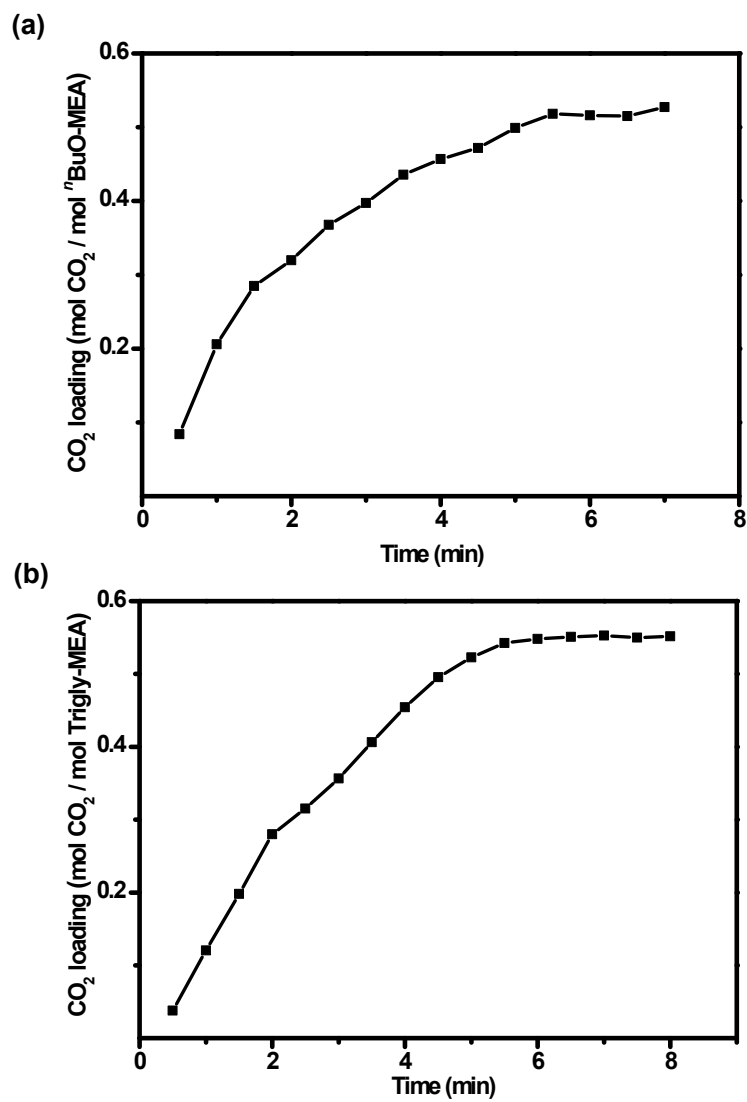 (a)
0.6
0.4
0.2
0
2
4
6
8
CO₂ loading (mol CO₂ / mol ⁿBuO-MEA)
Time (min)
(b)
0.6
0.4
0.2
0
2
4
6
8
CO₂ loading (mol CO₂ / mol Trigly-MEA)
Time (min)